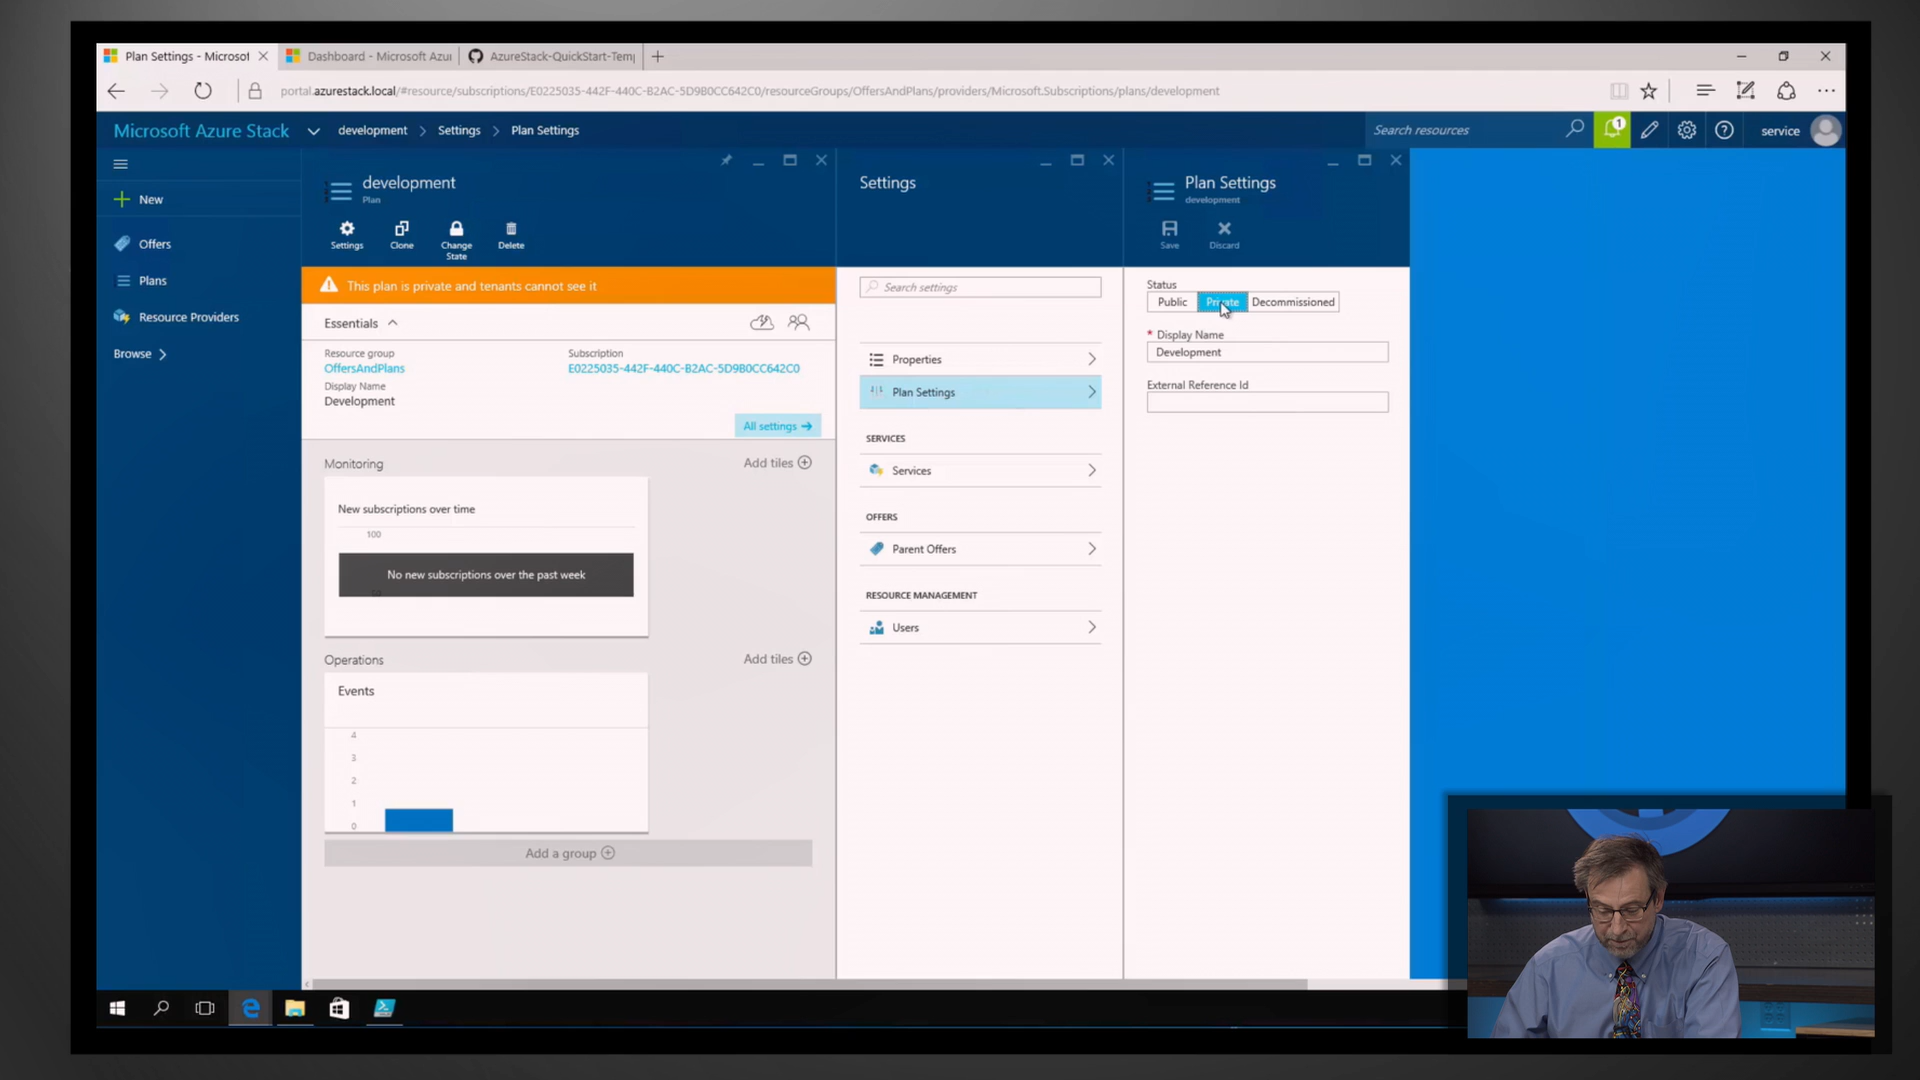 Plan Settings - Microsof
Dashboard - Microsoft Azu
AzureStack-QuickStart-Temp
portal.azurestack.local/#resource/subscriptions/E0225035-442F-440C-B2AC-5D9B0CC642C0/resourceGroups/OffersAndPlans/providers/Microsoft.Subscriptions/plans/development
Microsoft Azure Stack
development > Settings > Plan Settings
Search resources
1
service
New
Offers
Plans
Resource Providers
Browse
development
Plan
Settings
Clone
Change State
Delete
This plan is private and tenants cannot see it
Essentials
Resource group
OffersAndPlans
Subscription
E0225035-442F-440C-B2AC-5D9B0CC642C0
Display Name
Development
All settings
Monitoring
Add tiles
New subscriptions over time
100
No new subscriptions over the past week
50
Operations
Add tiles
Events
4
3
2
1
0
Add a group
Settings
Search settings
Properties
Plan Settings
SERVICES
Services
OFFERS
Parent Offers
RESOURCE MANAGEMENT
Users
Plan Settings
development
Save
Discard
Status
Public
Private
Decommissioned
* Display Name
Development
External Reference Id